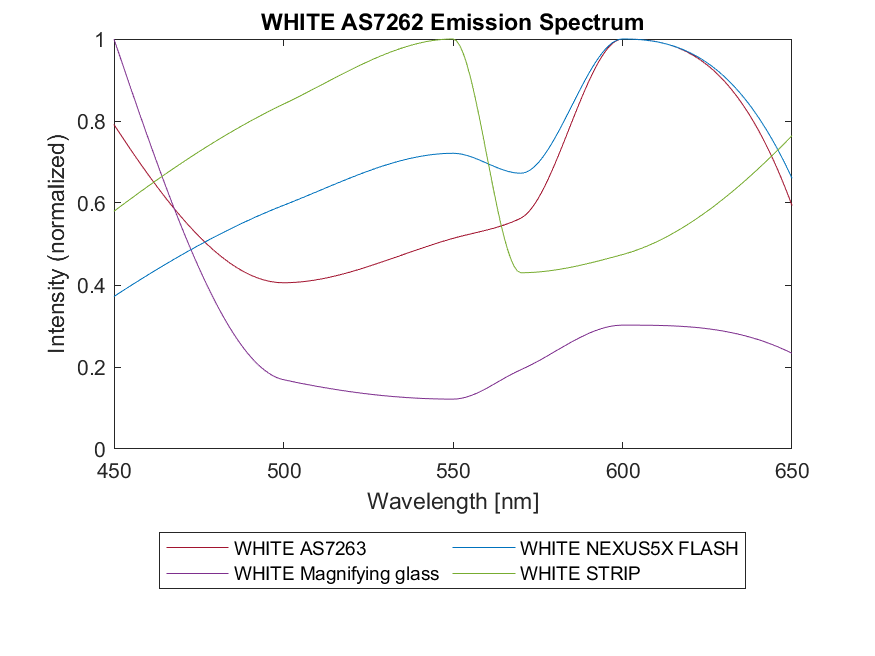 WHITE AS7262 Emission Spectrum
1
0.8
0.6
0.4
0.2
0
Intensity (normalized)
450 500 550 600 650
Wavelength [nm]
WHITE AS7263 WHITE NEXUS5X FLASH
WHITE Magnifying glass WHITE STRIP